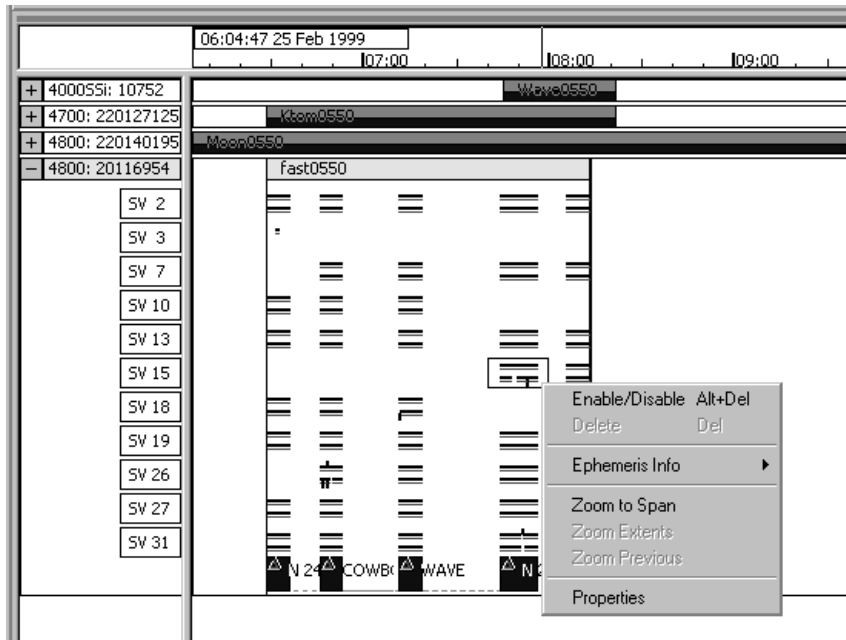 06:04:47 25 Feb 1999
07:00 08:00 09:00
+ 4000SSi: 10752 Wave0550
+ 4700: 220127125 Ktom0550
+ 4800: 220140195 Moon0550
− 4800: 20116954 fast0550
SV 2
SV 3
SV 7
SV 10
SV 13
SV 15
SV 18
SV 19
SV 26
SV 27
SV 31
N 24 COWB WAVE N
Enable/Disable Alt+Del
Delete Del
Ephemeris Info
Zoom to Span
Zoom Extents
Zoom Previous
Properties